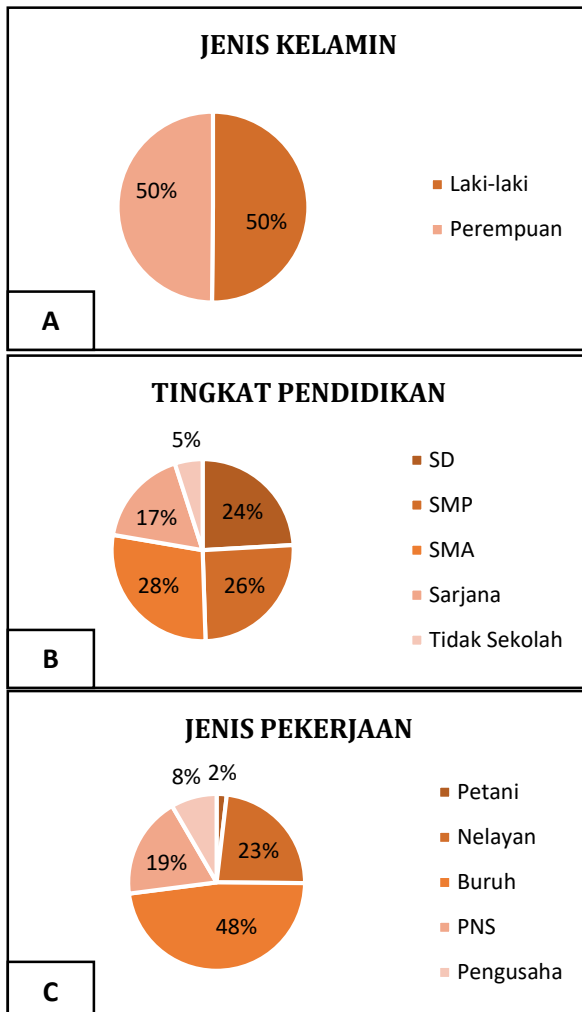 JENIS KELAMIN
50%
50%
Laki-laki
Perempuan
A
TINGKAT PENDIDIKAN
5%
24%
17%
28%
26%
SD
SMP
SMA
Sarjana
Tidak Sekolah
B
JENIS PEKERJAAN
8% 2%
23%
19%
48%
Petani
Nelayan
Buruh
PNS
Pengusaha
C